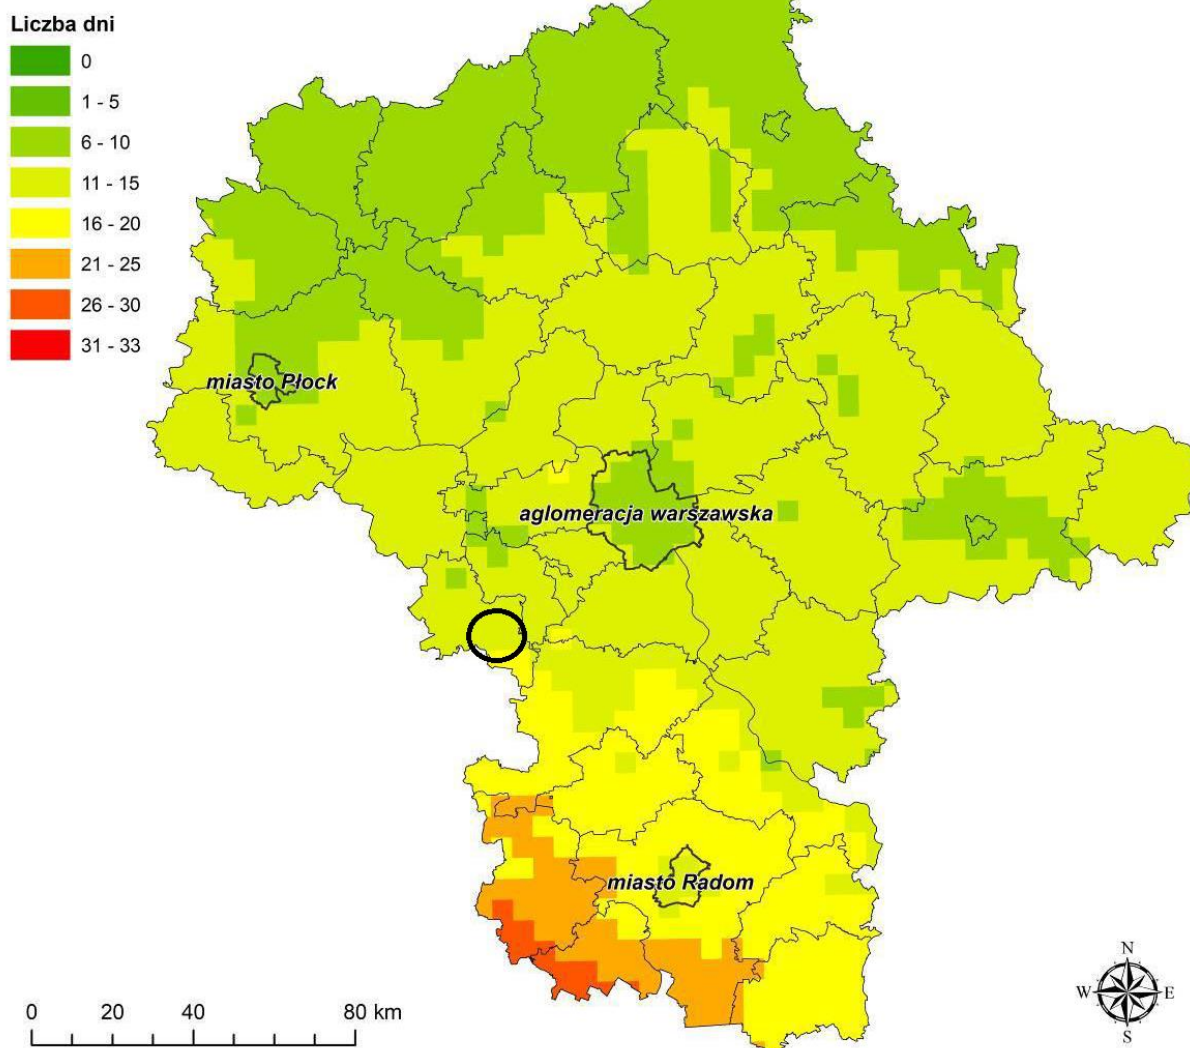 Liczba dni
0
1 - 5
6 - 10
11 - 15
16 - 20
21 - 25
26 - 30
31 - 33
miasto Płock
aglomeracja warszawska
miasto Radom
0 20 40 80 km
N
W E
S